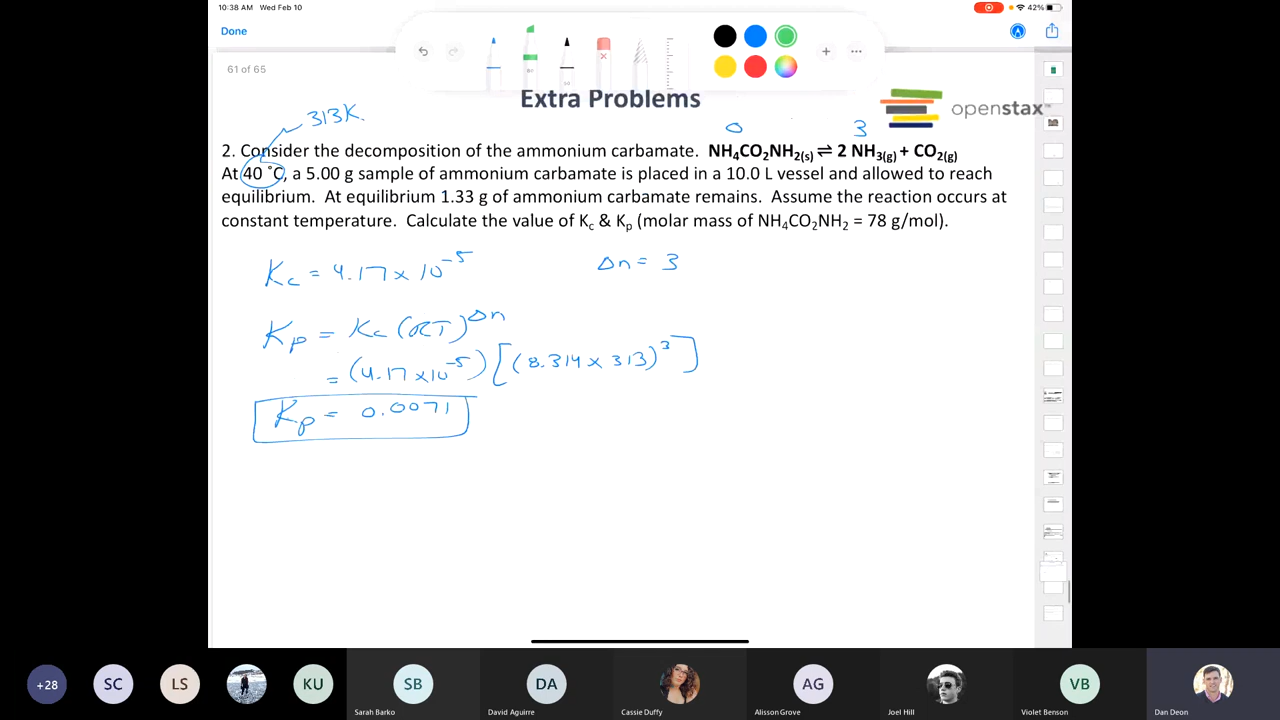 10:38 AM Wed Feb 10
42%
Done
61 of 65
Extra Problems
openstax™
313K.
0 3
2. Consider the decomposition of the ammonium carbamate. NH₄CO₂NH₂(s) ⇌ 2 NH₃(g) + CO₂(g)
At 40 ˚C, a 5.00 g sample of ammonium carbamate is placed in a 10.0 L vessel and allowed to reach
equilibrium. At equilibrium 1.33 g of ammonium carbamate remains. Assume the reaction occurs at
constant temperature. Calculate the value of Kc & Kp (molar mass of NH₄CO₂NH₂ = 78 g/mol).
Kc = 4.17 x 10⁻⁵ Δn = 3
Kp = Kc (RT)^Δn
= (4.17 x 10⁻⁵) [(8.314 x 313)³]
Kp = 0.0071
+28 SC LS KU SB DA AG VB
Sarah Barko David Aguirre Cassie Duffy Alisson Grove Joel Hill Violet Benson Dan Deon